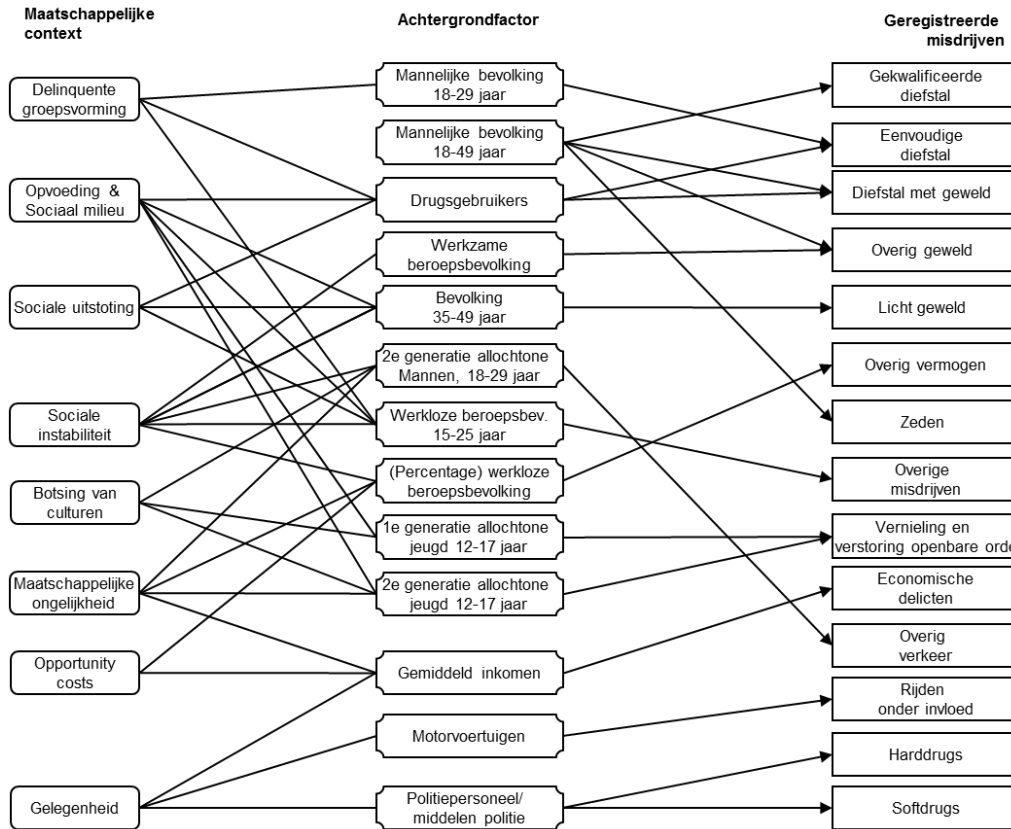 Maatschappelijke
context
Delinquente
groepsvorming
Opvoeding &
Sociaal milieu
Sociale uitstoting
Sociale
instabiliteit
Botsing van
culturen
Maatschappelijke
ongelijkheid
Opportunity
costs
Gelegenheid
Achtergrondfactor
Mannelijke bevolking
18-29 jaar
Mannelijke bevolking
18-49 jaar
Drugsgebruikers
Werkzame
beroepsbevolking
Bevolking
35-49 jaar
2e generatie allochtone
Mannen, 18-29 jaar
Werkloze beroepsbev.
15-25 jaar
(Percentage) werkloze
beroepsbevolking
1e generatie allochtone
jeugd 12-17 jaar
2e generatie allochtone
jeugd 12-17 jaar
Gemiddeld inkomen
Motorvoertuigen
Politiepersoneel/
middelen politie
Geregistreerde
misdrijven
Gekwalificeerde
diefstal
Eenvoudige
diefstal
Diefstal met geweld
Overig geweld
Licht geweld
Overig vermogen
Zeden
Overige
misdrijven
Vernieling en
verstoring openbare orde
Economische
delicten
Overig
verkeer
Rijden
onder invloed
Harddrugs
Softdrugs